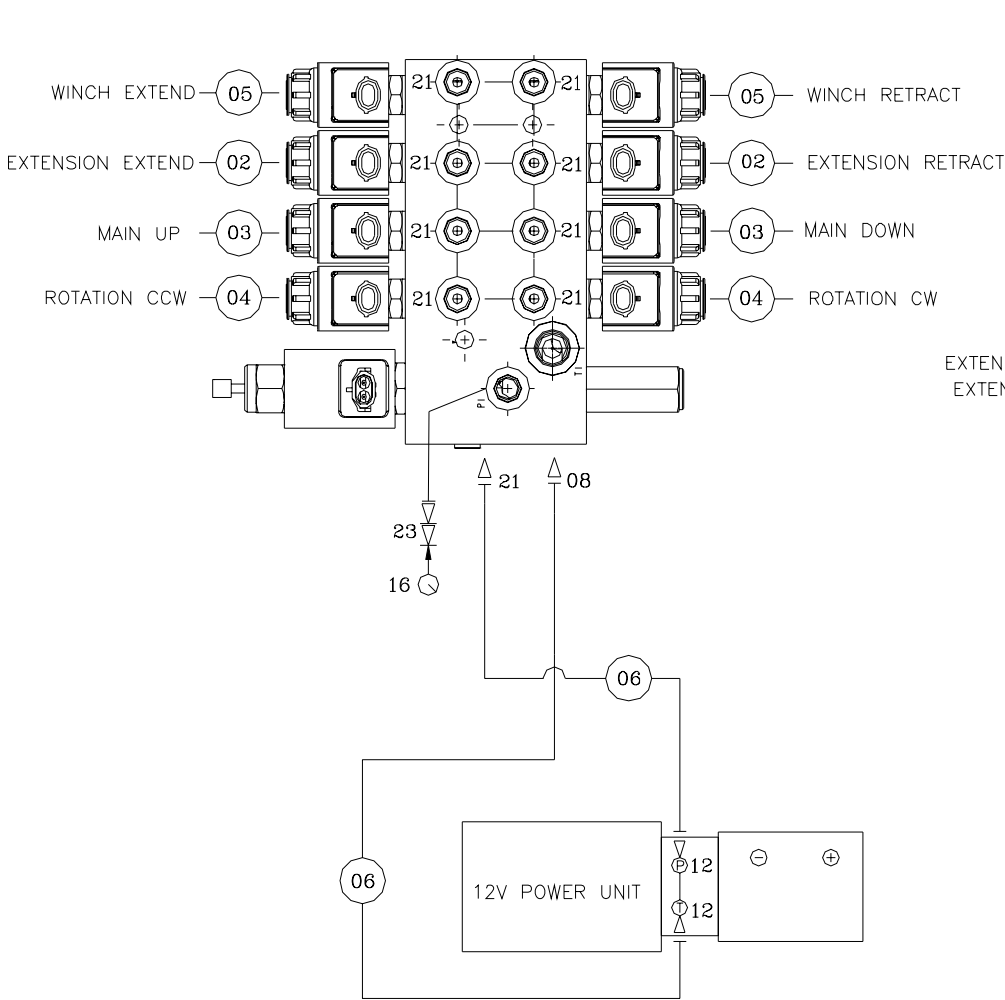 WINCH EXTEND 05 21 21 05 WINCH RETRACT
EXTENSION EXTEND 02 21 21 02 EXTENSION RETRACT
MAIN UP 03 21 21 03 MAIN DOWN
ROTATION CCW 04 21 21 04 ROTATION CW
T1
EXTEN
P1
EXTEN
21 08
23
16
06
06
P 12
12V POWER UNIT
T 12
- +